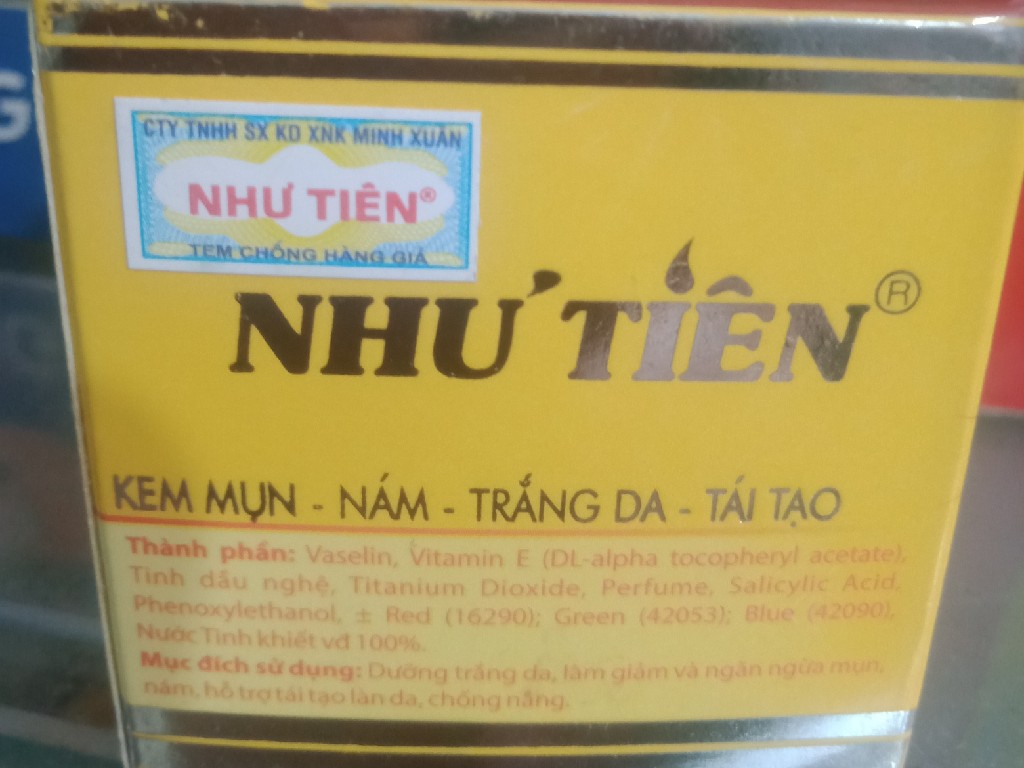 CTY TNHH SX KD XNK MINH XUÂN
NHƯ TIÊN®
TEM CHỐNG HÀNG GIẢ
NHƯ TIÊN®
KEM MỤN - NÁM - TRẮNG DA - TÁI TẠO
Thành phần: Vaselin, Vitamin E (DL-alpha tocopheryl acetate),
Tinh dầu nghệ, Titanium Dioxide, Perfume, Salicylic Acid,
Phenoxylethanol, ± Red (16290); Green (42053); Blue (42090),
Nước Tinh khiết vđ 100%.
Mục đích sử dụng: Dưỡng trắng da, làm giảm và ngăn ngừa mụn,
nám, hỗ trợ tái tạo làn da, chống nắng.
G